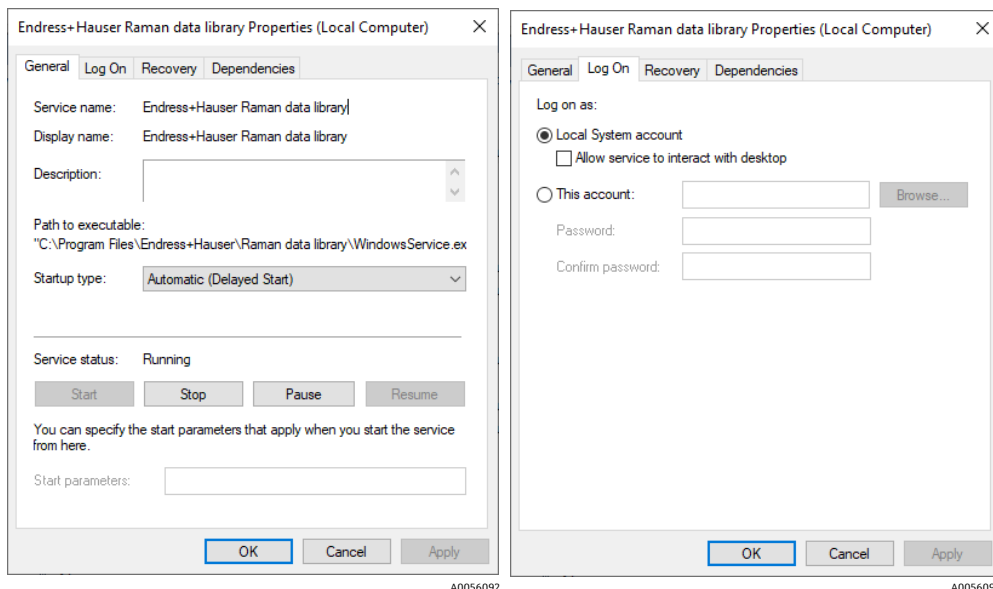 Endress+Hauser Raman data library Properties (Local Computer)
General Log On Recovery Dependencies
Service name: Endress+Hauser Raman data library
Display name: Endress+Hauser Raman data library
Description:
Path to executable:
"C:\Program Files\Endress+Hauser\Raman data library\WindowsService.ex
Startup type: Automatic (Delayed Start)
Service status: Running
Start Stop Pause Resume
You can specify the start parameters that apply when you start the service
from here.
Start parameters:
OK Cancel Apply
A0056092
Endress+Hauser Raman data library Properties (Local Computer)
General Log On Recovery Dependencies
Log on as:
Local System account
Allow service to interact with desktop
This account: Browse...
Password:
Confirm password:
OK Cancel Apply
A005609